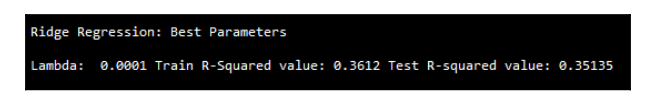 Ridge Regression: Best Parameters
Lambda:  0.0001 Train R-Squared value: 0.3612 Test R-squared value: 0.35135